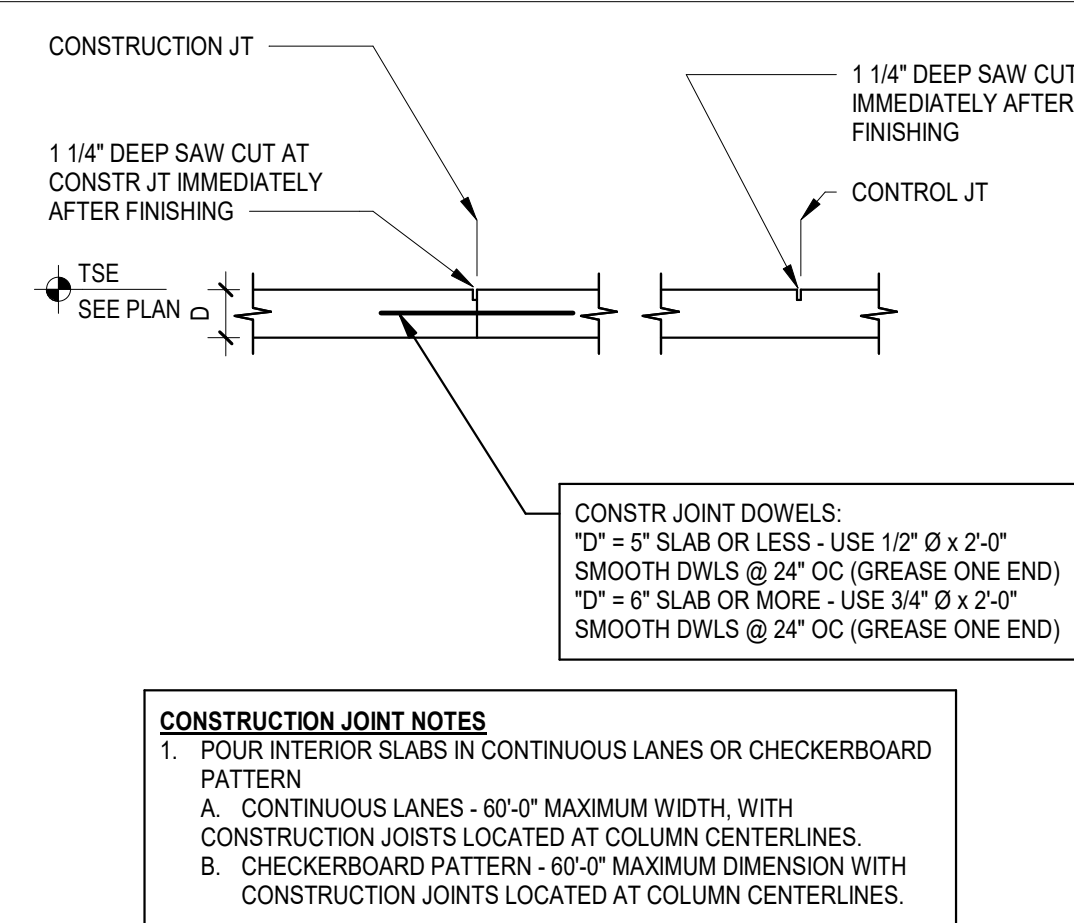 CONSTRUCTION JT
1 1/4" DEEP SAW CUT
IMMEDIATELY AFTER
FINISHING
1 1/4" DEEP SAW CUT AT
CONSTR JT IMMEDIATELY
AFTER FINISHING
CONTROL JT
TSE
SEE PLAN
D
CONSTR JOINT DOWELS:
"D" = 5" SLAB OR LESS - USE 1/2" Ø x 2'-0"
SMOOTH DWLS @ 24" OC (GREASE ONE END)
"D" = 6" SLAB OR MORE - USE 3/4" Ø x 2'-0"
SMOOTH DWLS @ 24" OC (GREASE ONE END)
CONSTRUCTION JOINT NOTES
1. POUR INTERIOR SLABS IN CONTINUOUS LANES OR CHECKERBOARD
PATTERN
A. CONTINUOUS LANES - 60'-0" MAXIMUM WIDTH, WITH
CONSTRUCTION JOISTS LOCATED AT COLUMN CENTERLINES.
B. CHECKERBOARD PATTERN - 60'-0" MAXIMUM DIMENSION WITH
CONSTRUCTION JOINTS LOCATED AT COLUMN CENTERLINES.